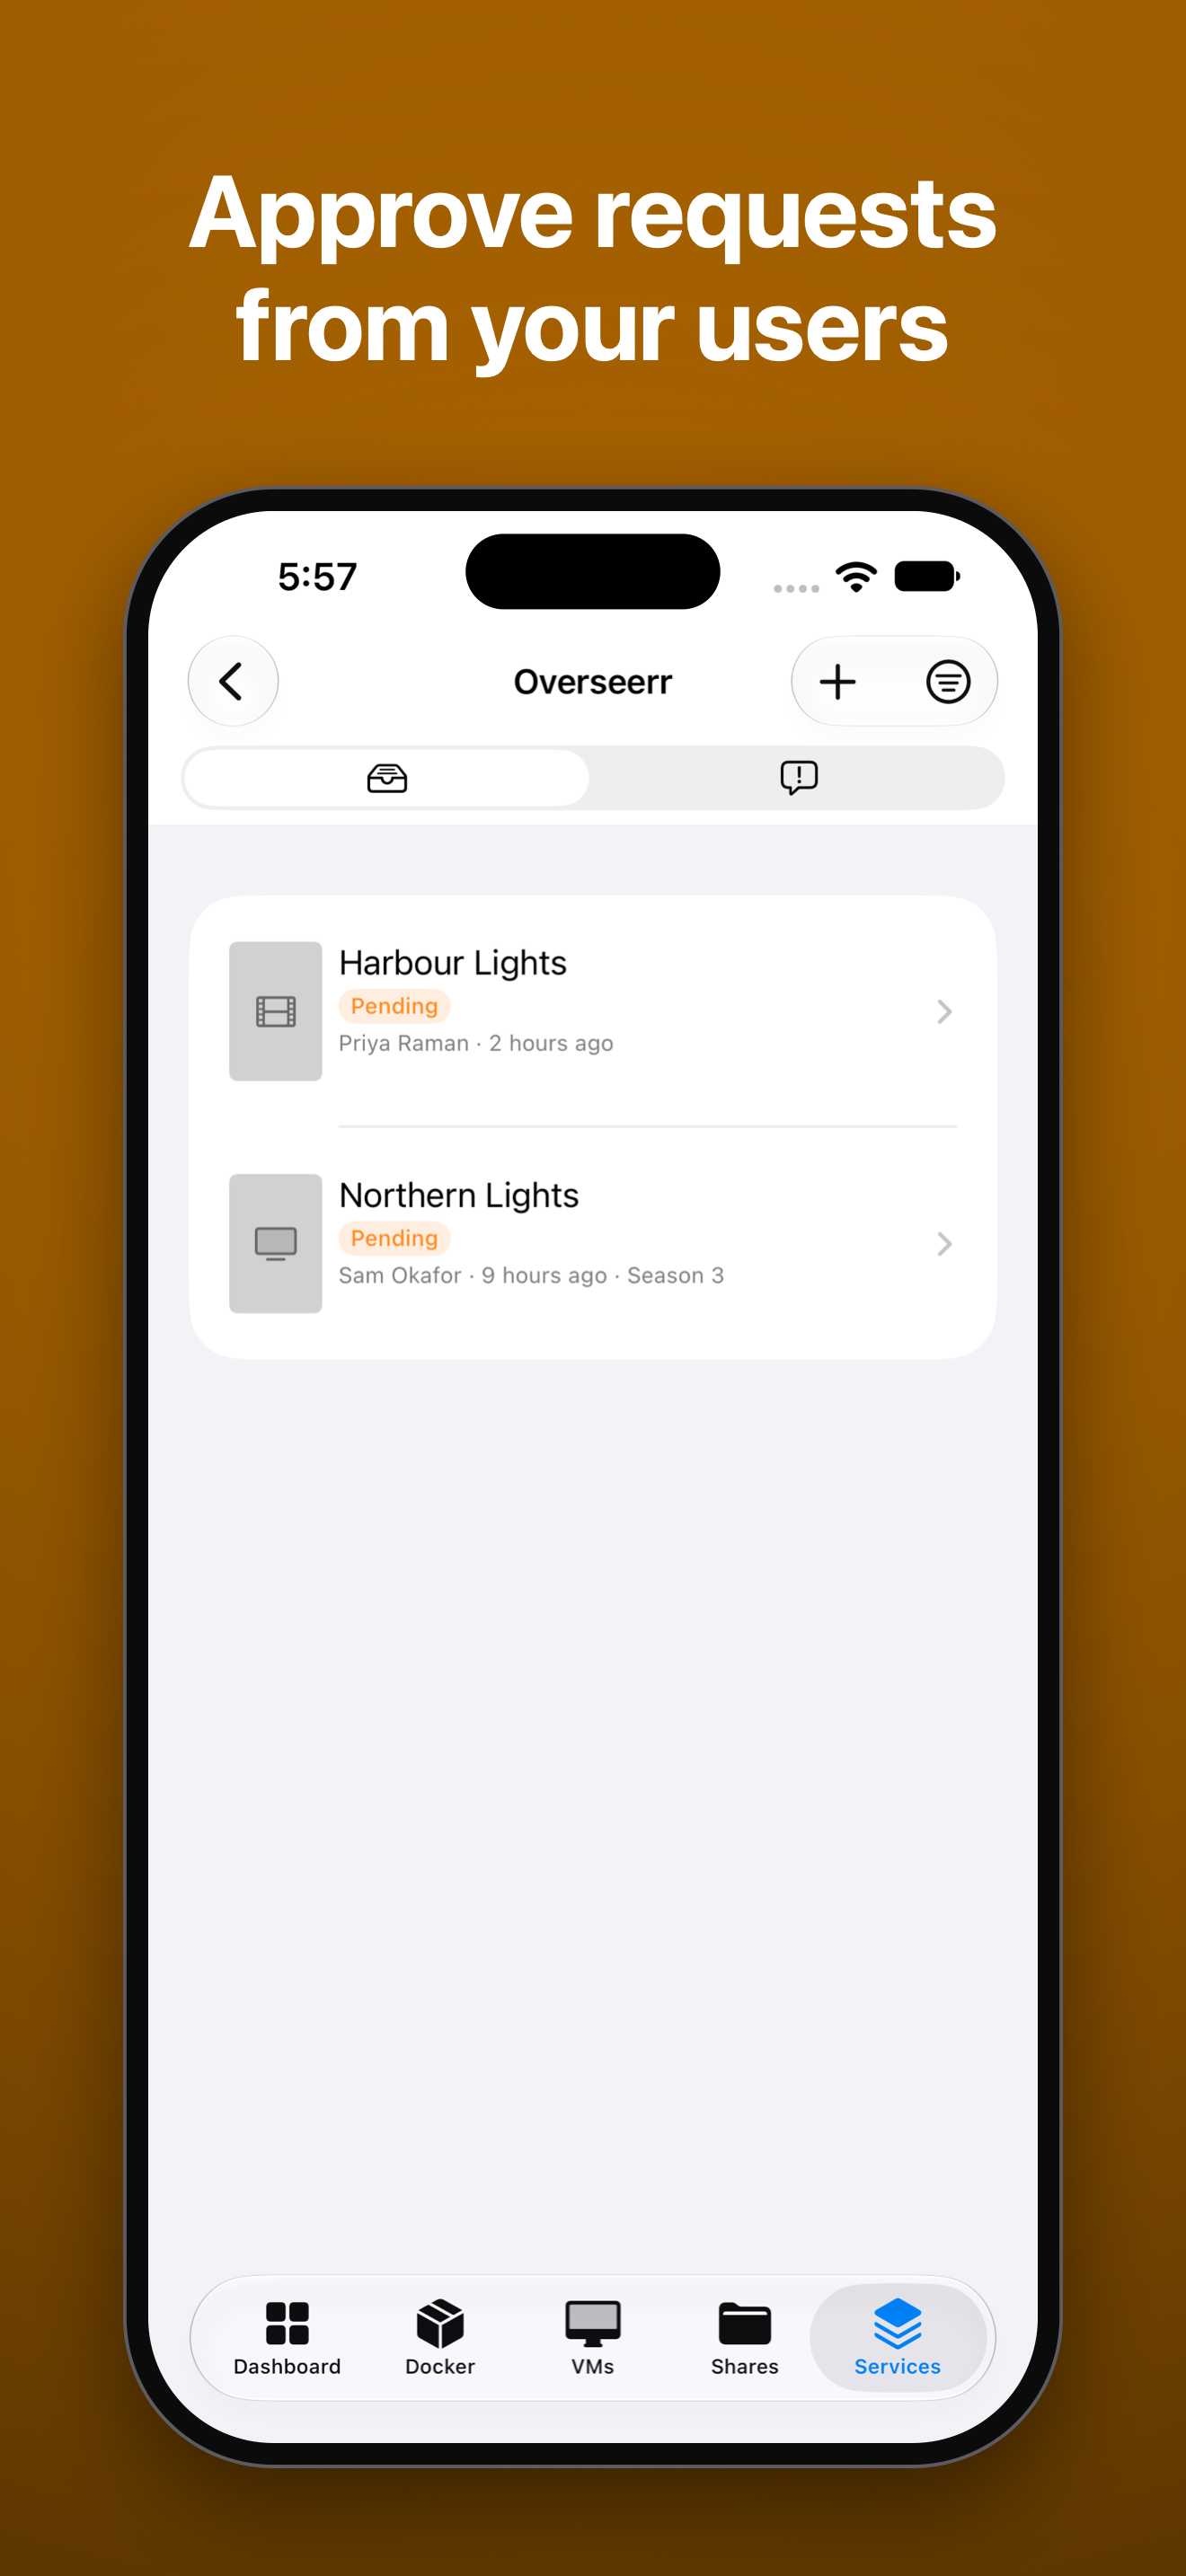 Approve requests
from your users
5:57
Overseerr
Harbour Lights
Pending
Priya Raman · 2 hours ago
Northern Lights
Pending
Sam Okafor · 9 hours ago · Season 3
Dashboard
Docker
VMs
Shares
Services